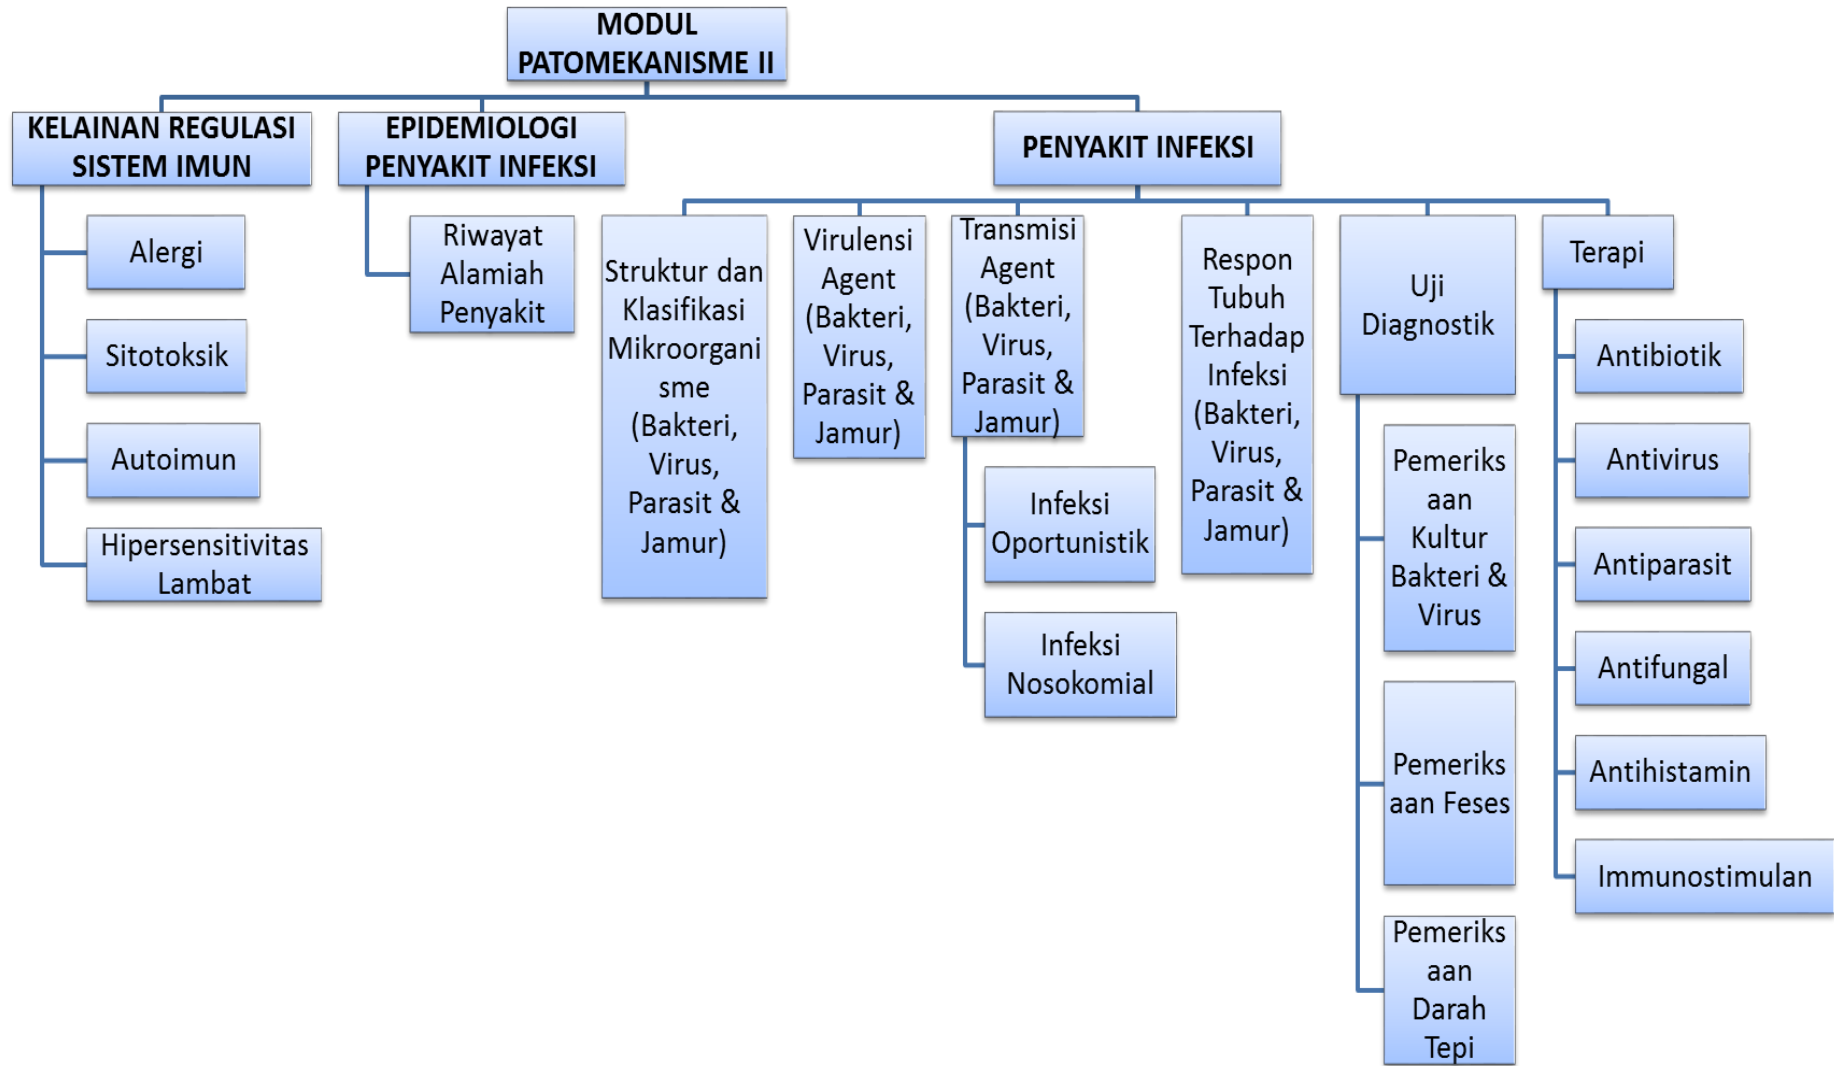 MODUL
PATOMEKANISME II
KELAINAN REGULASI
SISTEM IMUN
Alergi
Sitotoksik
Autoimun
Hipersensitivitas
Lambat
EPIDEMIOLOGI
PENYAKIT INFEKSI
Riwayat
Alamiah
Penyakit
PENYAKIT INFEKSI
Struktur dan
Klasifikasi
Mikroorgani
sme
(Bakteri,
Virus,
Parasit &
Jamur)
Virulensi
Agent
(Bakteri,
Virus,
Parasit &
Jamur)
Transmisi
Agent
(Bakteri,
Virus,
Parasit &
Jamur)
Infeksi
Oportunistik
Infeksi
Nosokomial
Respon
Tubuh
Terhadap
Infeksi
(Bakteri,
Virus,
Parasit &
Jamur)
Uji
Diagnostik
Pemeriks
aan
Kultur
Bakteri &
Virus
Pemeriks
aan Feses
Pemeriks
aan
Darah
Tepi
Terapi
Antibiotik
Antivirus
Antiparasit
Antifungal
Antihistamin
Immunostimulan